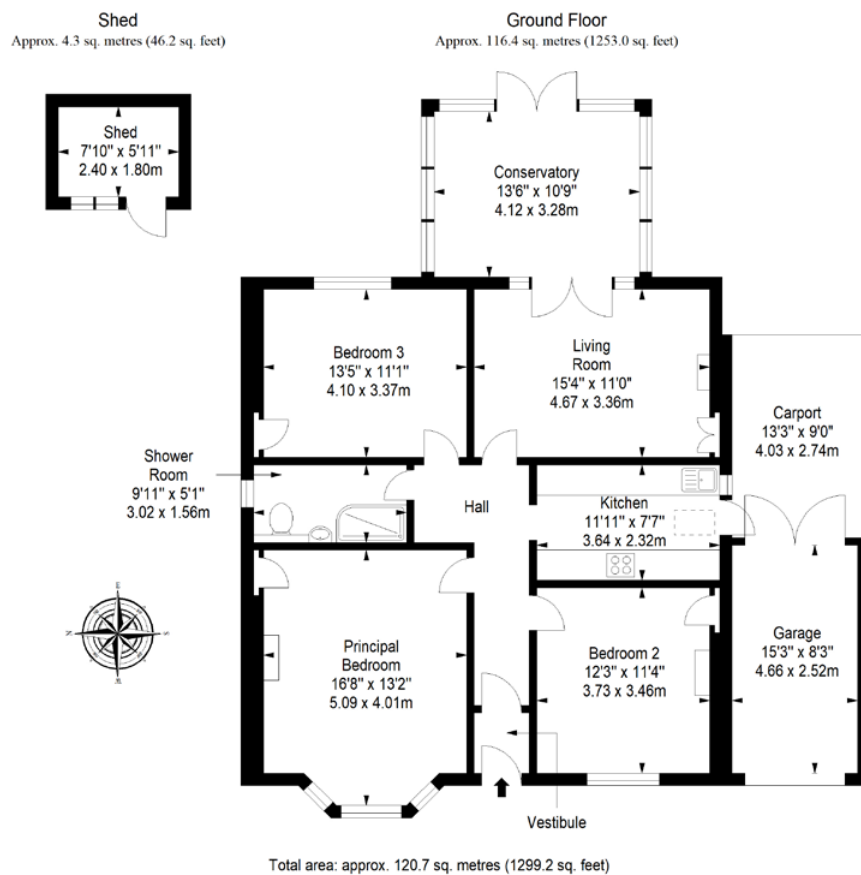 Shed
Approx. 4.3 sq. metres (46.2 sq. feet)
Ground Floor
Approx. 116.4 sq. metres (1253.0 sq. feet)
Shed
7'10" x 5'11"
2.40 x 1.80m
Conservatory
13'6" x 10'9"
4.12 x 3.28m
Bedroom 3
13'5" x 11'1"
4.10 x 3.37m
Living
Room
15'4" x 11'0"
4.67 x 3.36m
Carport
13'3" x 9'0"
4.03 x 2.74m
Shower
Room
9'11" x 5'1"
3.02 x 1.56m
Hall
Kitchen
11'11" x 7'7"
3.64 x 2.32m
Principal
Bedroom
16'8" x 13'2"
5.09 x 4.01m
Bedroom 2
12'3" x 11'4"
3.73 x 3.46m
Garage
15'3" x 8'3"
4.66 x 2.52m
N
S
Vestibule
Total area: approx. 120.7 sq. metres (1299.2 sq. feet)